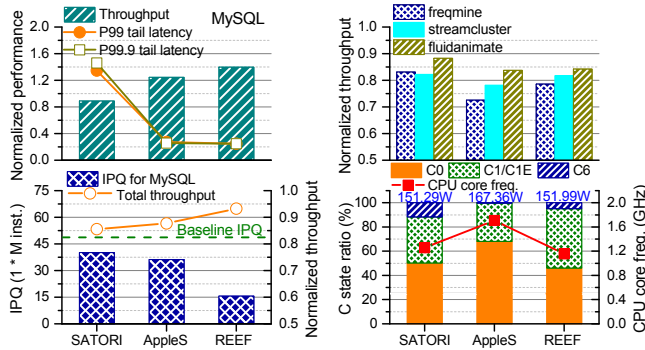 Throughput
MySQL
P99 tail latency
P99.9 tail latency
Normalized performance
2.0
1.6
1.2
0.8
0.4
0.0
freqmine
streamcluster
fluidanimate
Normalized throughput
1.0
0.9
0.8
0.7
0.6
0.5
IPQ for MySQL
Total throughput
Baseline IPQ
IPQ (1 * M inst.)
75
60
45
30
15
0
1.0
0.9
0.8
0.7
0.6
0.5
Normalized throughput
SATORI AppleS REEF
C0 C1/C1E C6
CPU core freq.
151.29W 167.36W 151.99W
C state ratio (%)
100
80
60
40
20
0
2.0
1.6
1.2
0.8
0.4
0.0
CPU core freq. (GHz)
SATORI AppleS REEF